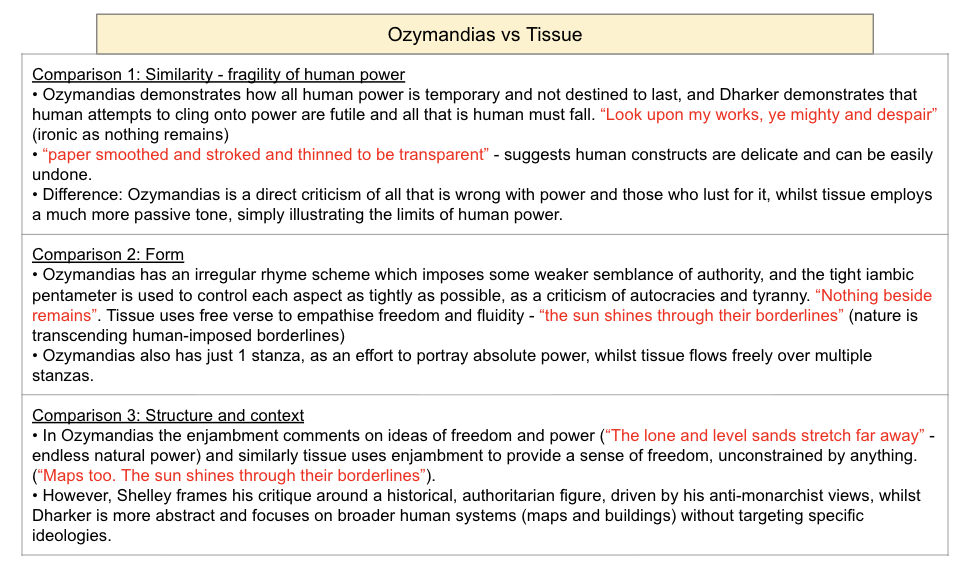 Ozymandias vs Tissue
Comparison 1: Similarity - fragility of human power
• Ozymandias demonstrates how all human power is temporary and not destined to last, and Dharker demonstrates that
human attempts to cling onto power are futile and all that is human must fall. “Look upon my works, ye mighty and despair”
(ironic as nothing remains)
• “paper smoothed and stroked and thinned to be transparent” - suggests human constructs are delicate and can be easily
undone.
• Difference: Ozymandias is a direct criticism of all that is wrong with power and those who lust for it, whilst tissue employs
a much more passive tone, simply illustrating the limits of human power.
Comparison 2: Form
• Ozymandias has an irregular rhyme scheme which imposes some weaker semblance of authority, and the tight iambic
pentameter is used to control each aspect as tightly as possible, as a criticism of autocracies and tyranny. “Nothing beside
remains”. Tissue uses free verse to empathise freedom and fluidity - “the sun shines through their borderlines” (nature is
transcending human-imposed borderlines)
• Ozymandias also has just 1 stanza, as an effort to portray absolute power, whilst tissue flows freely over multiple
stanzas.
Comparison 3: Structure and context
• In Ozymandias the enjambment comments on ideas of freedom and power (“The lone and level sands stretch far away” -
endless natural power) and similarly tissue uses enjambment to provide a sense of freedom, unconstrained by anything.
(“Maps too. The sun shines through their borderlines”).
• However, Shelley frames his critique around a historical, authoritarian figure, driven by his anti-monarchist views, whilst
Dharker is more abstract and focuses on broader human systems (maps and buildings) without targeting specific
ideologies.